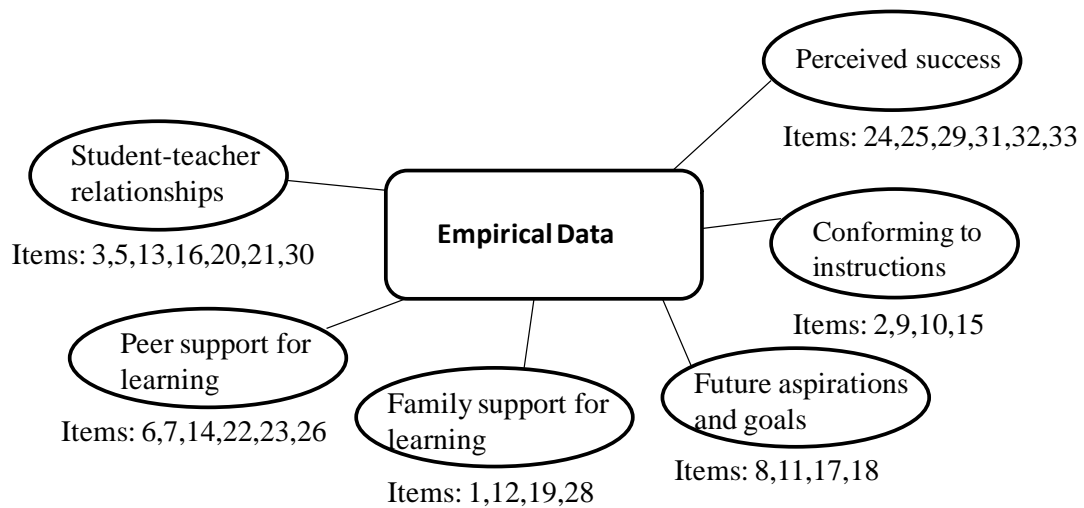 Perceived success
Items: 24,25,29,31,32,33
Student-teacher
relationships
Items: 3,5,13,16,20,21,30
Empirical Data
Conforming to
instructions
Items: 2,9,10,15
Peer support for
learning
Items: 6,7,14,22,23,26
Family support for
learning
Items: 1,12,19,28
Future aspirations
and goals
Items: 8,11,17,18